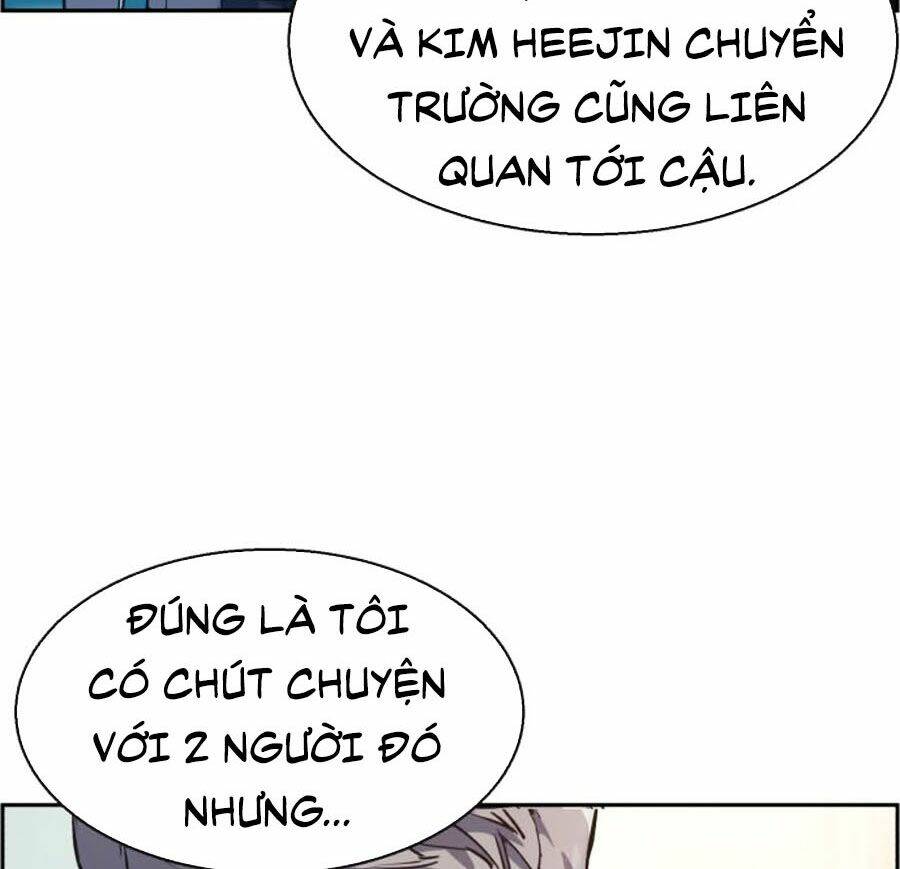 VÀ KIM HEEJIN CHUYỂN
TRƯỜNG CŨNG LIÊN
QUAN TỚI CẬU.
ĐÚNG LÀ TÔI
CÓ CHÚT CHUYỆN
VỚI 2 NGƯỜI ĐÓ
NHƯNG...